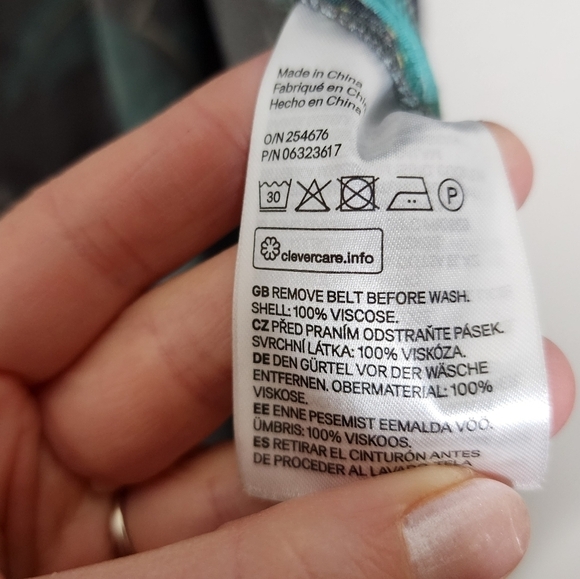 Made in China
Fabriqué en Chi
Hecho en China
O/N 254676
P/N 06323617
30
P
clevercare.info
GB REMOVE BELT BEFORE WASH.
SHELL: 100% VISCOSE.
CZ PŘED PRANÍM ODSTRAŇTE PÁSEK.
SVRCHNÍ LÁTKA: 100% VISKÓZA.
DE DEN GÜRTEL VOR DER WÄSCHE
ENTFERNEN. OBERMATERIAL: 100%
VISKOSE.
EE ENNE PESEMIST EEMALDA VÖÖ.
ÜMBRIS: 100% VISKOOS.
ES RETIRAR EL CINTURÓN ANTES
DE PROCEDER AL LAVADO. TELA